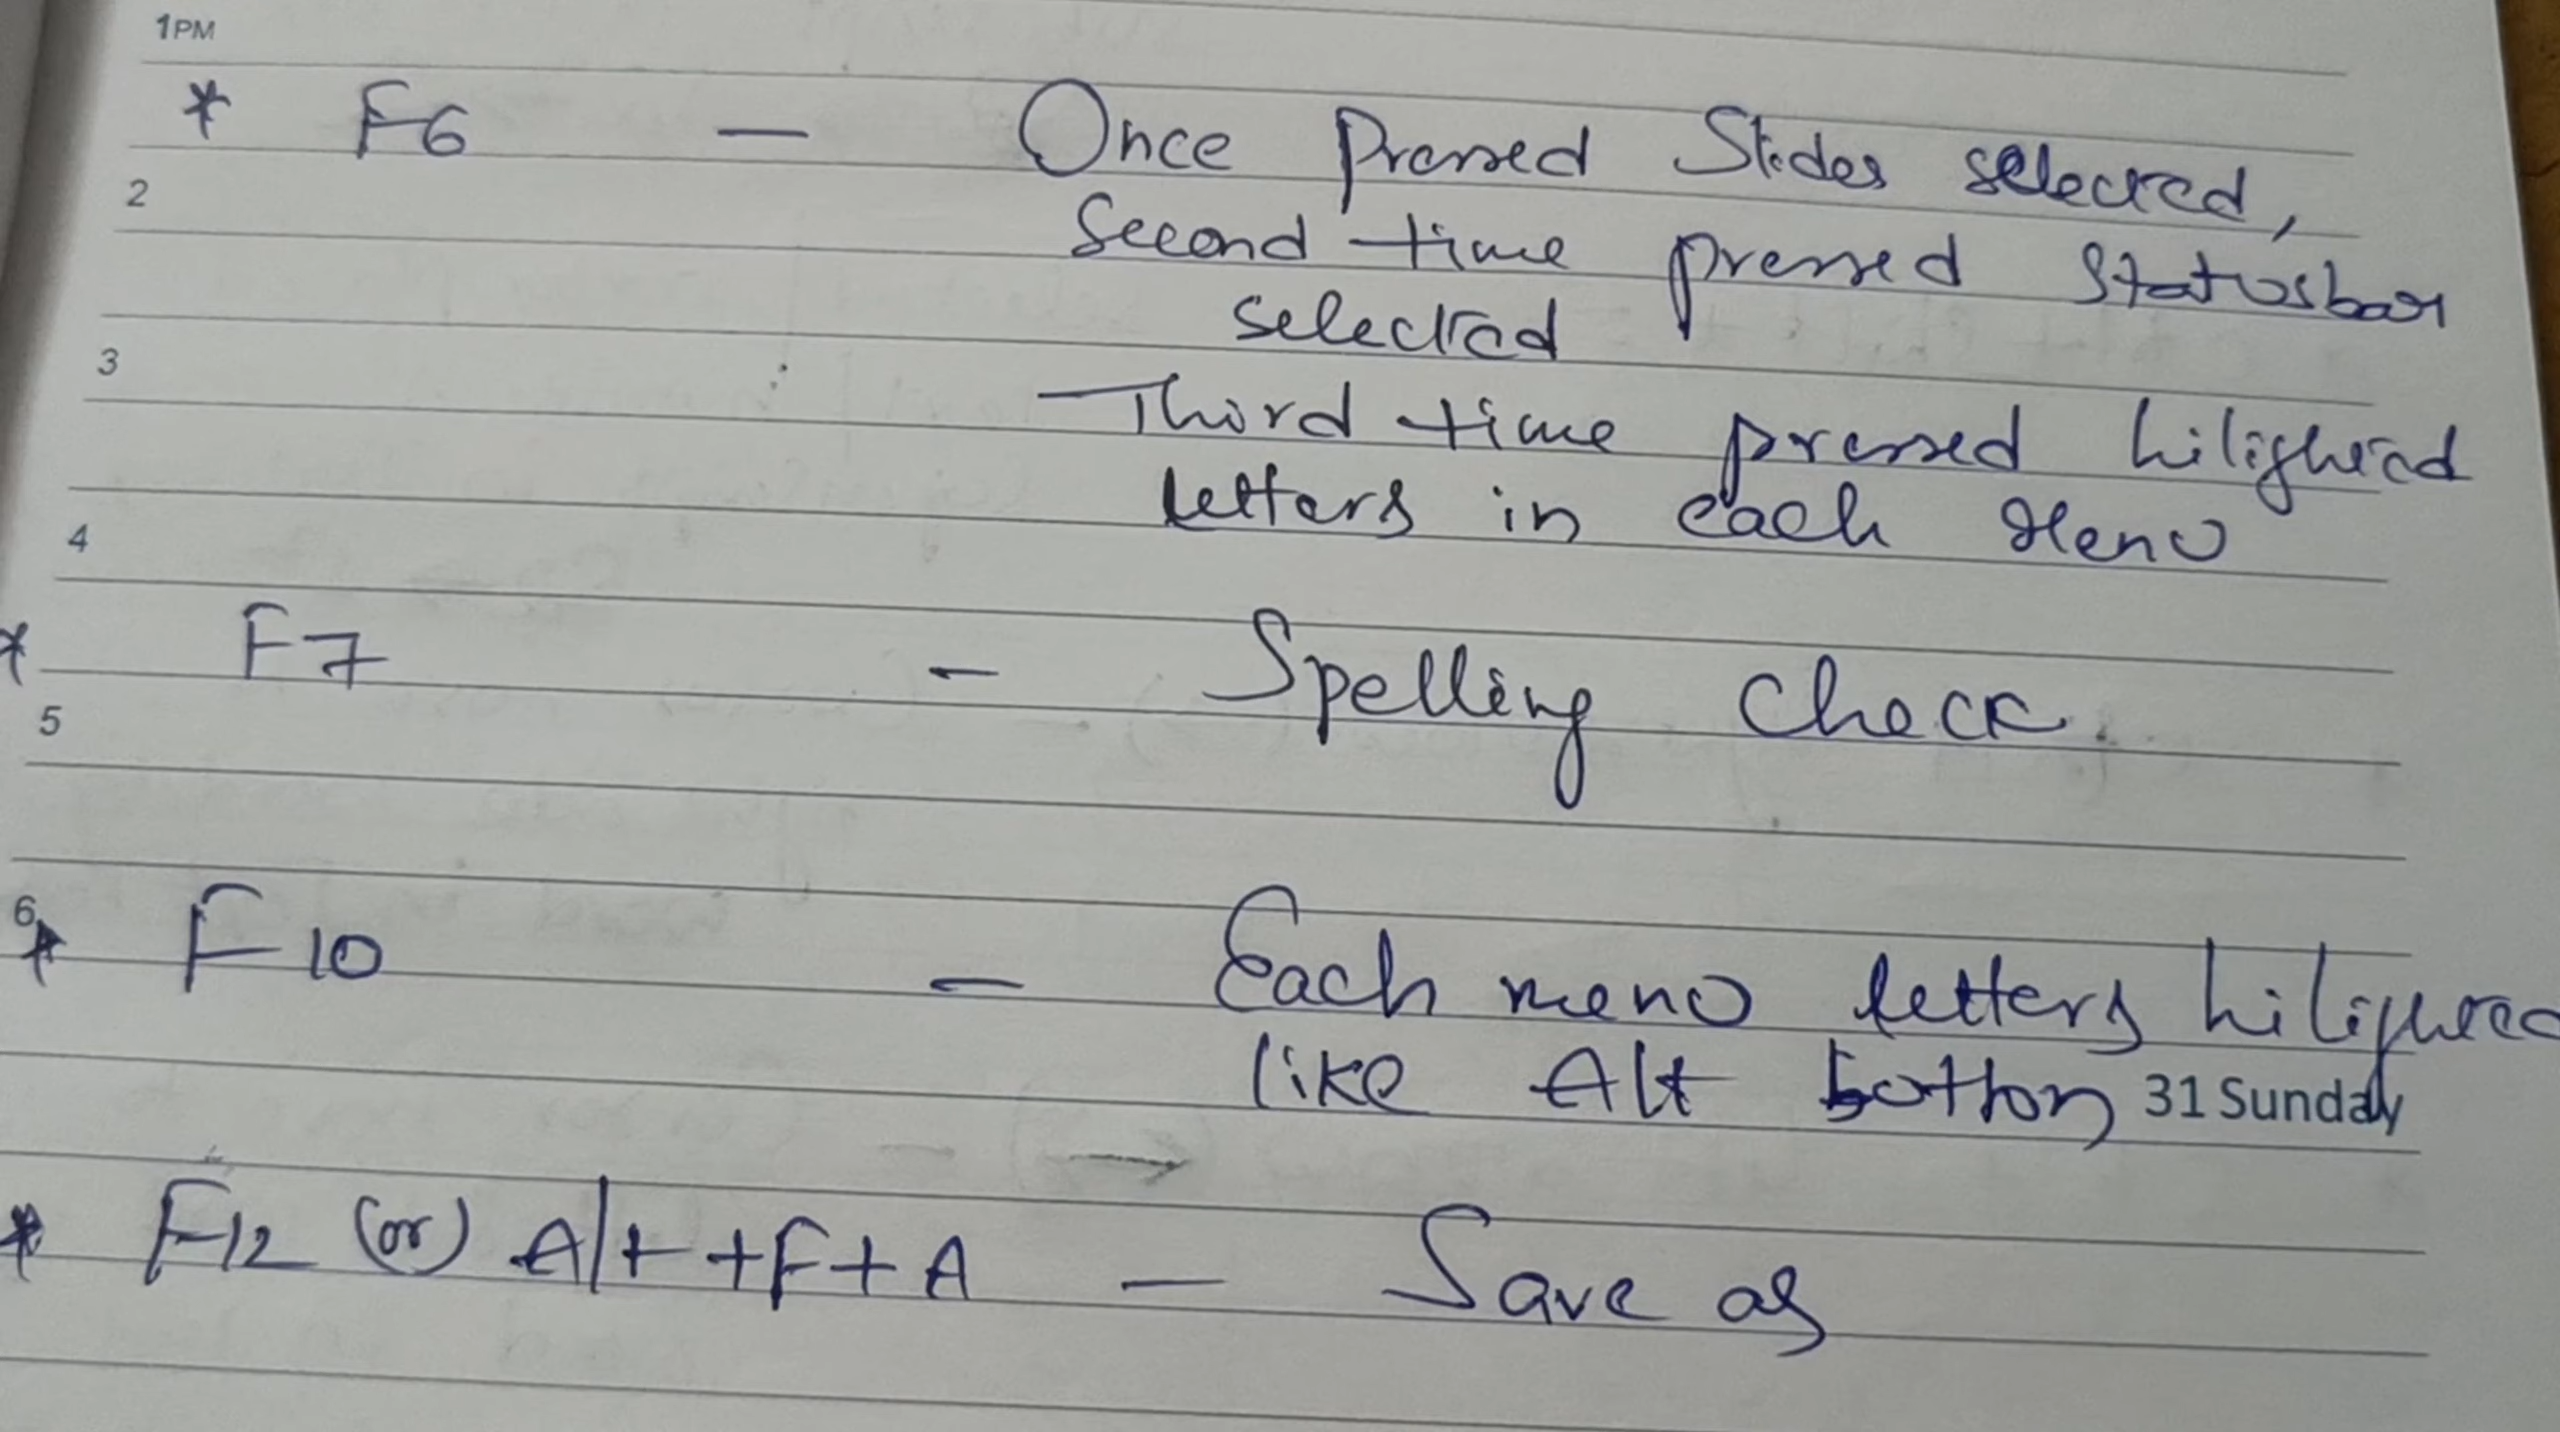 1PM
* F6 — Once Pressed Slides selected,
2
Second time pressed Statusbar
selected
3
Third time pressed hilighted
letters in each Menu
4
* F7 - Spelling Check.
5
6
* F10 - Each menu letters hilighted
like Alt button 31 Sunday
* F12 (or) Alt + F + A — Save as